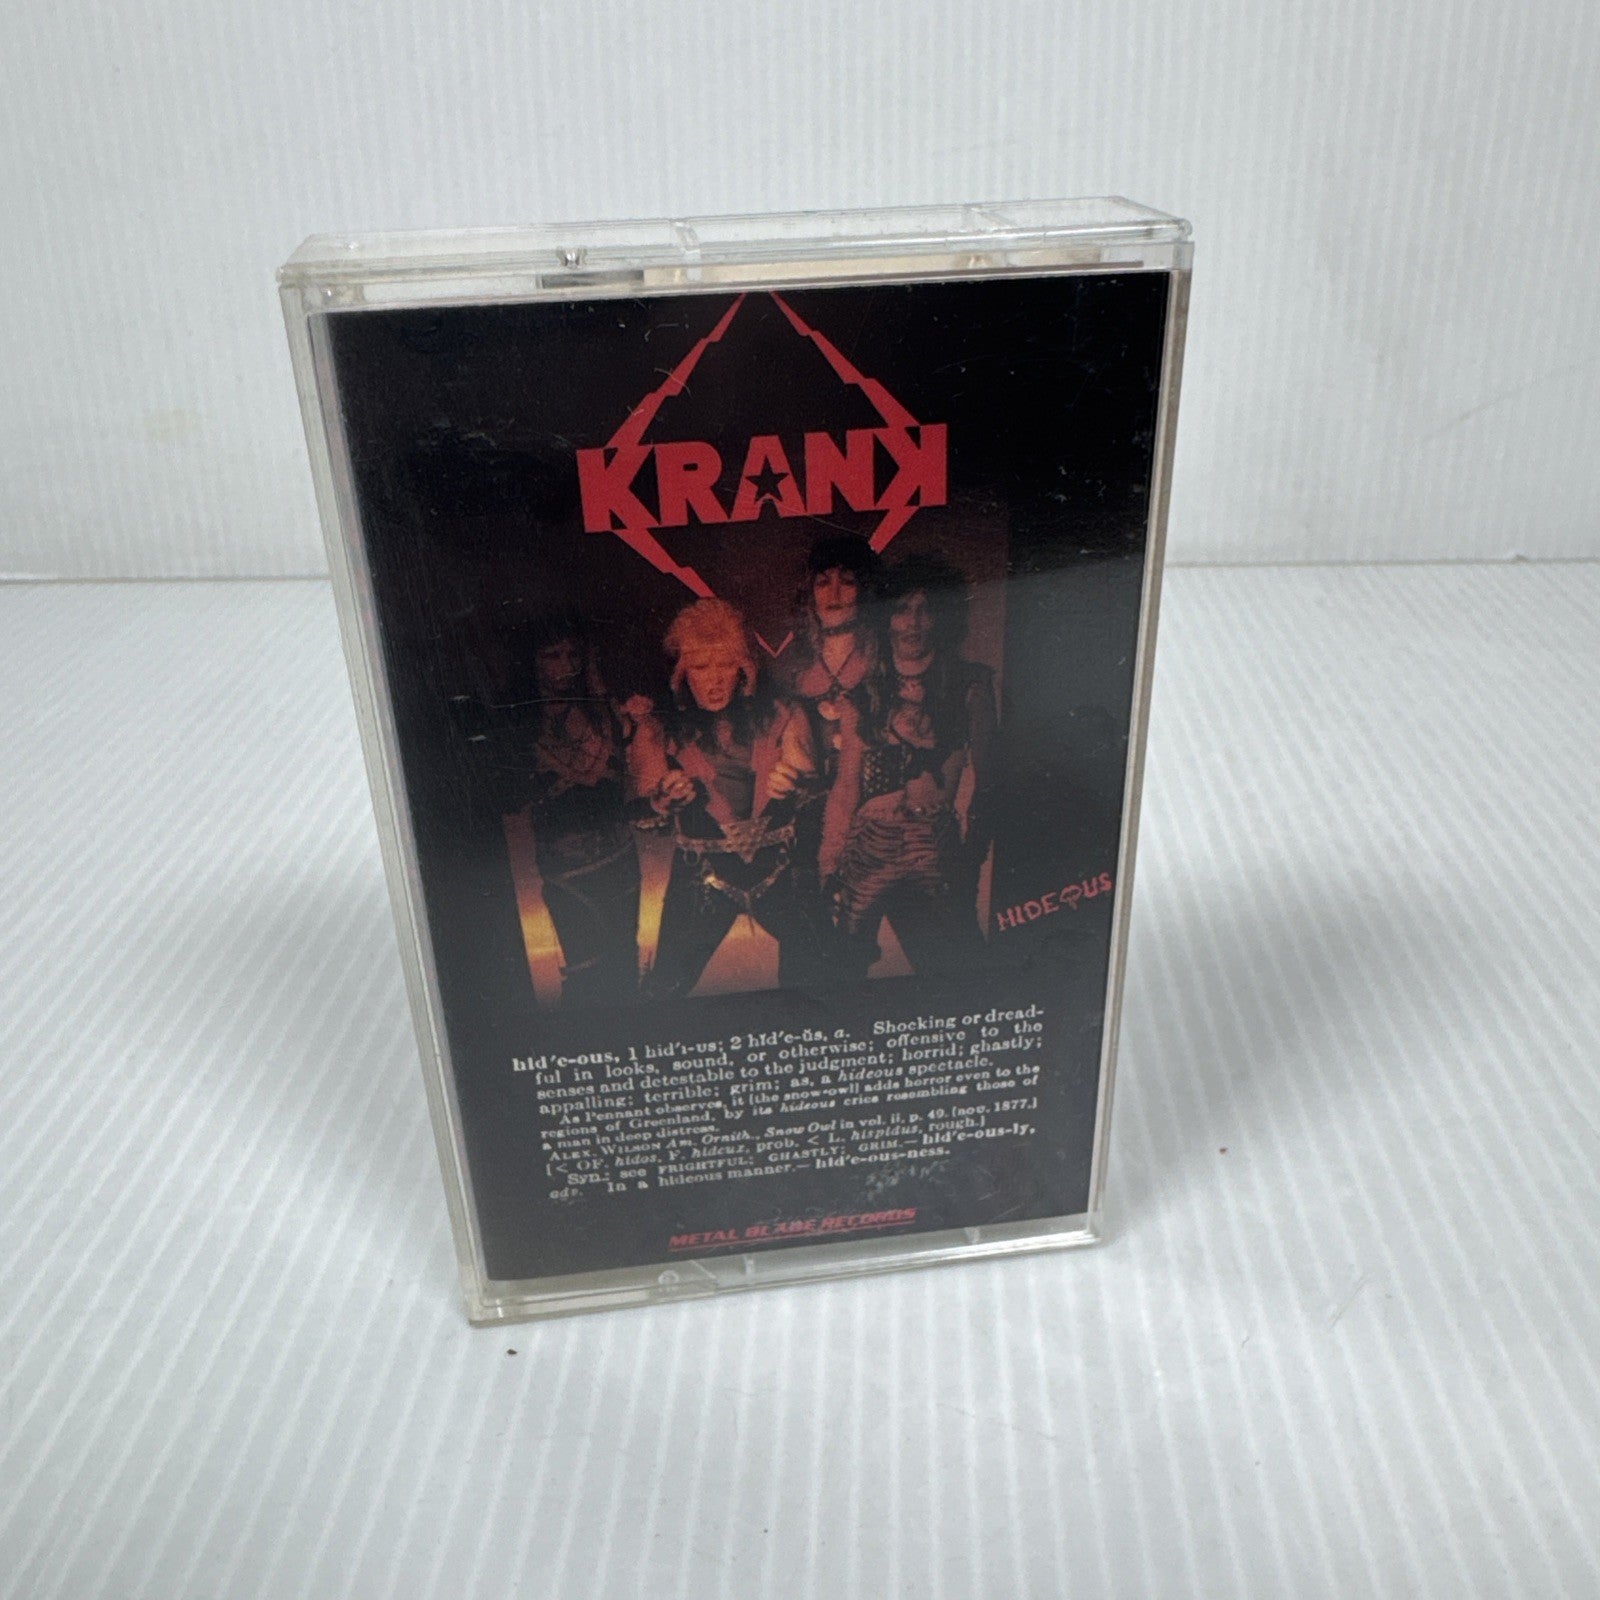 KRANK
HIDEOUS
hid′e-ous, 1 hid′ı-ʋs; 2 hĭd′e-ŭs, a. Shocking or dread-
ful in looks, sound, or otherwise; offensive to the
senses and detestable to the judgment; horrid; ghastly;
appalling; terrible; grim; as, a hideous spectacle.
As Pennant observes, it [the snow-owl] adds horror even to the
regions of Greenland, by its hideous cries resembling those of
a man in deep distress.
ALEX. WILSON Am. Ornith., Snow Owl in vol. ii, p. 49. [nov. 1877.]
[< OF. hidos, F. hideux, prob. < L. hispidus, rough.]
Syn.: see FRIGHTFUL; GHASTLY; GRIM.— hid′e-ous-ly,
adv. In a hideous manner.— hid′e-ous-ness.
METAL BLADE RECORDS